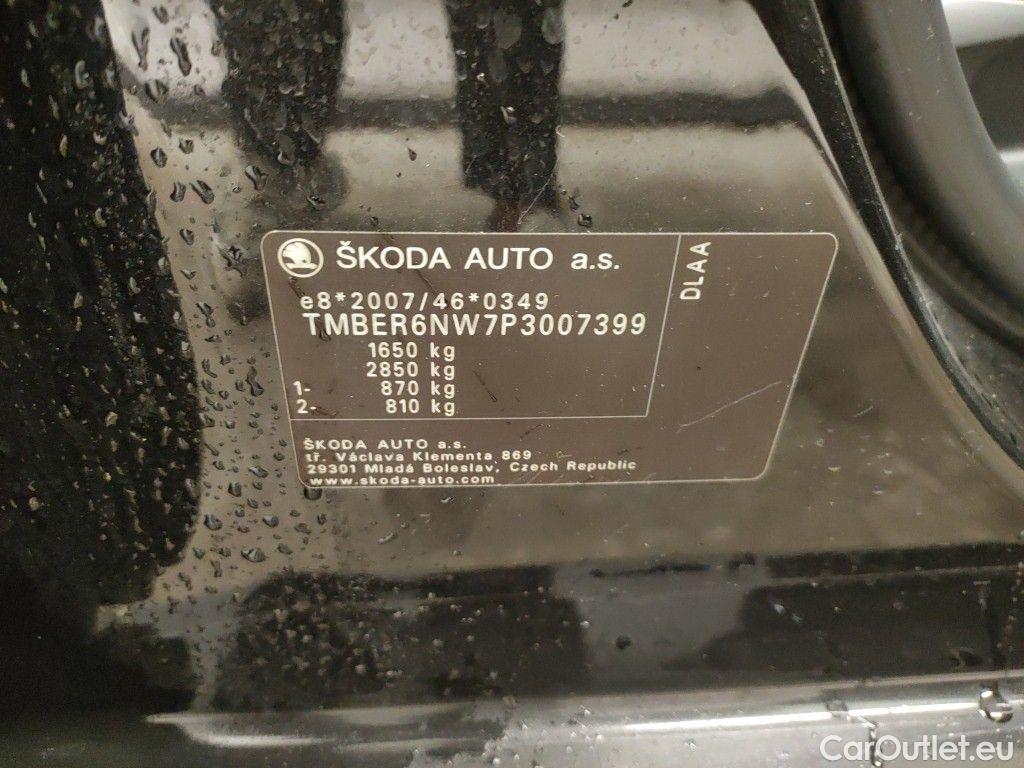 ŠKODA AUTO a.s.
e8*2007/46*0349
TMBER6NW7P3007399
1650 kg
2850 kg
1- 870 kg
2- 810 kg
DLAA
ŠKODA AUTO a.s.
tř. Václava Klementa 869
29301 Mladá Boleslav, Czech Republic
www.skoda-auto.com
CarOutlet.eu